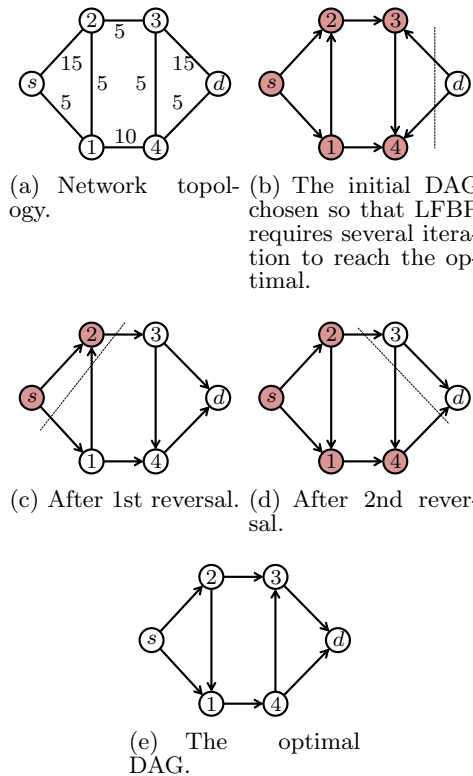 2 5 3
s 15 5 5 15 d
5 5
1 10 4
(a) Network topol-
ogy.
2 3
s d
1 4
(b) The initial DAG,
chosen so that LFBP
requires several itera-
tion to reach the op-
timal.
2 3
s d
1 4
(c) After 1st reversal.
2 3
s d
1 4
(d) After 2nd rever-
sal.
2 3
s d
1 4
(e) The optimal
DAG.